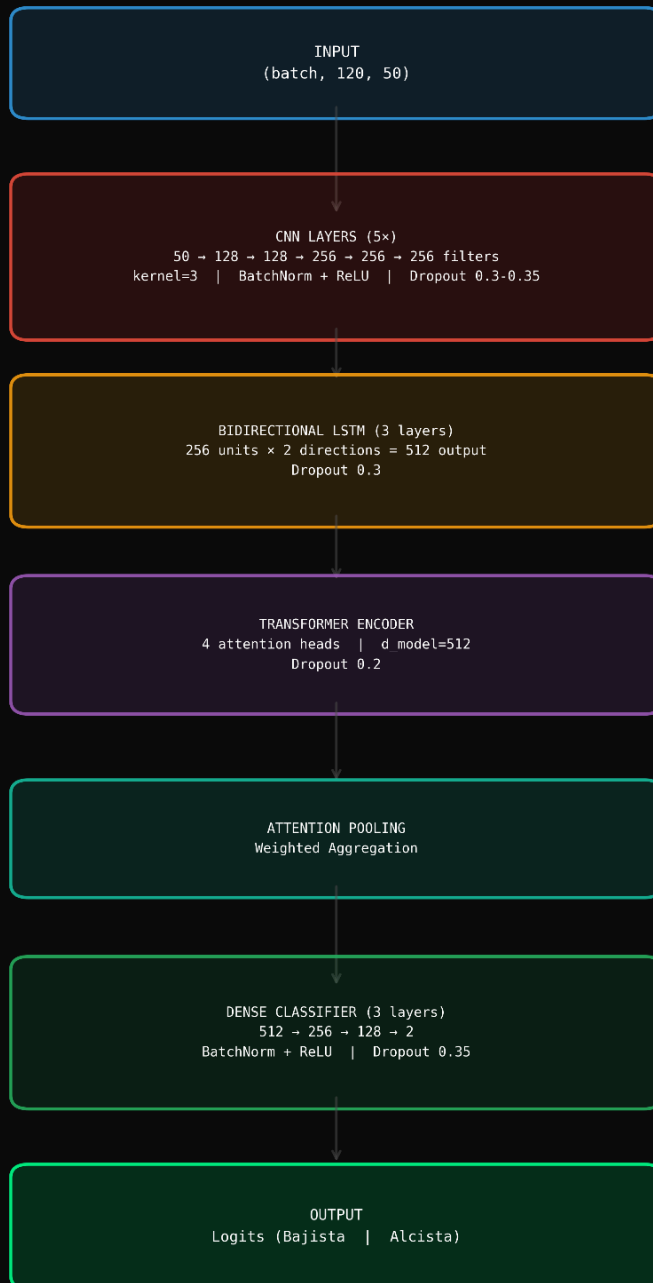 INPUT
(batch, 120, 50)
CNN LAYERS (5×)
50 → 128 → 128 → 256 → 256 → 256 filters
kernel=3 | BatchNorm + ReLU | Dropout 0.3-0.35
BIDIRECTIONAL LSTM (3 layers)
256 units × 2 directions = 512 output
Dropout 0.3
TRANSFORMER ENCODER
4 attention heads | d_model=512
Dropout 0.2
ATTENTION POOLING
Weighted Aggregation
DENSE CLASSIFIER (3 layers)
512 → 256 → 128 → 2
BatchNorm + ReLU | Dropout 0.35
OUTPUT
Logits (Bajista | Alcista)